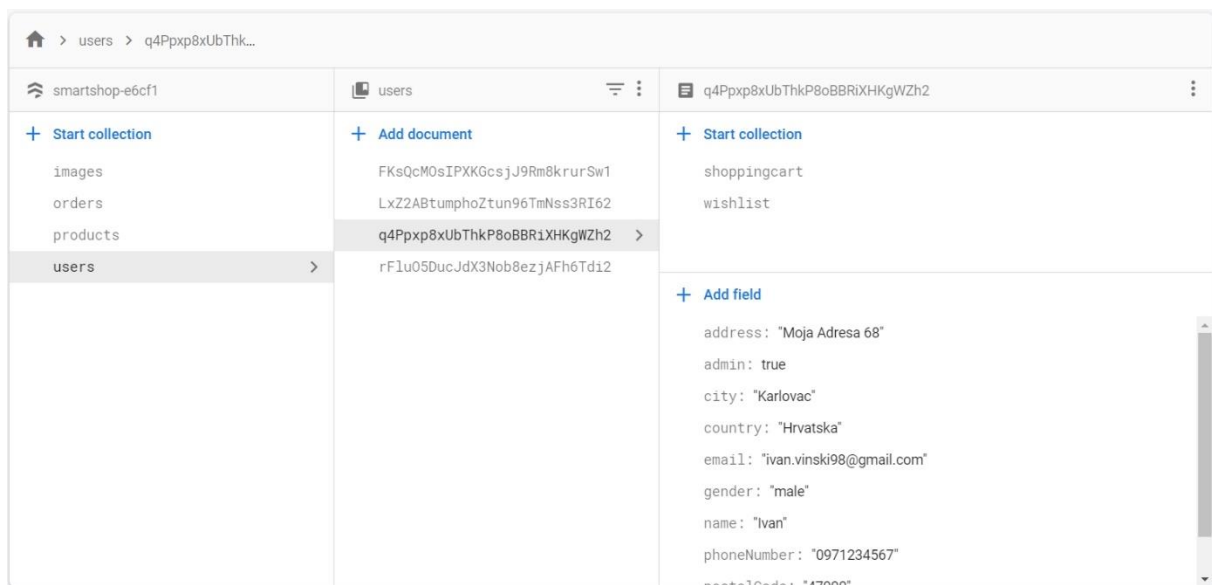 users > q4Ppxp8xUbThk...
smartshop-e6cf1
users
q4Ppxp8xUbThkP8oBBRiXHKgWZh2
+ Start collection
images
orders
products
users
+ Add document
FKsQcMOsIPXKGcsjJ9Rm8krurSw1
LxZ2ABtumphoZtun96TmNss3RI62
q4Ppxp8xUbThkP8oBBRiXHKgWZh2
rFluO5DucJdX3Nob8ezjAFh6Tdi2
+ Start collection
shoppingcart
wishlist
+ Add field
address: "Moja Adresa 68"
admin: true
city: "Karlovac"
country: "Hrvatska"
email: "ivan.vinski98@gmail.com"
gender: "male"
name: "Ivan"
phoneNumber: "0971234567"